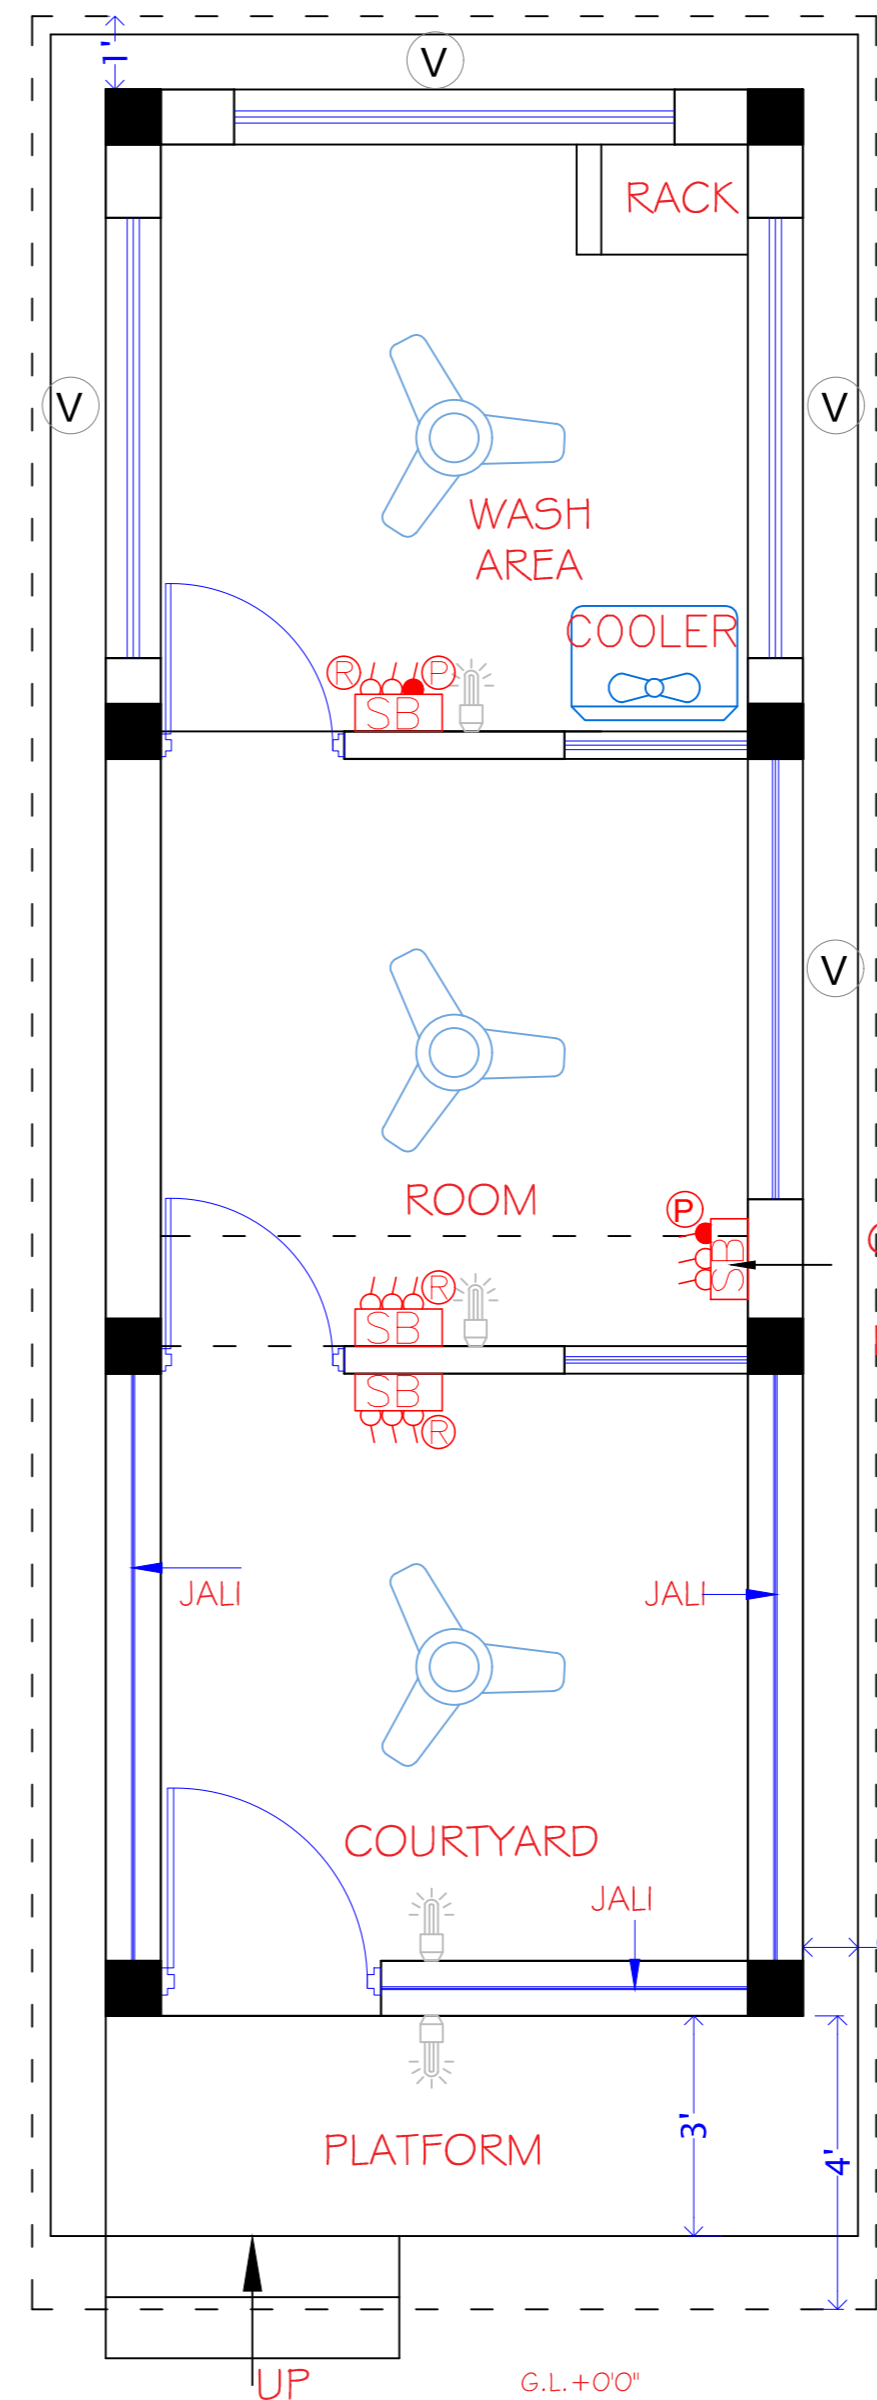 1'
V
RACK
V
V
WASH
AREA
COOLER
R
P
SB
V
ROOM
P
SB
R
SB
SB
R
JALI
JALI
COURTYARD
JALI
3'
PLATFORM
4'
UP
G.L.+0'0"